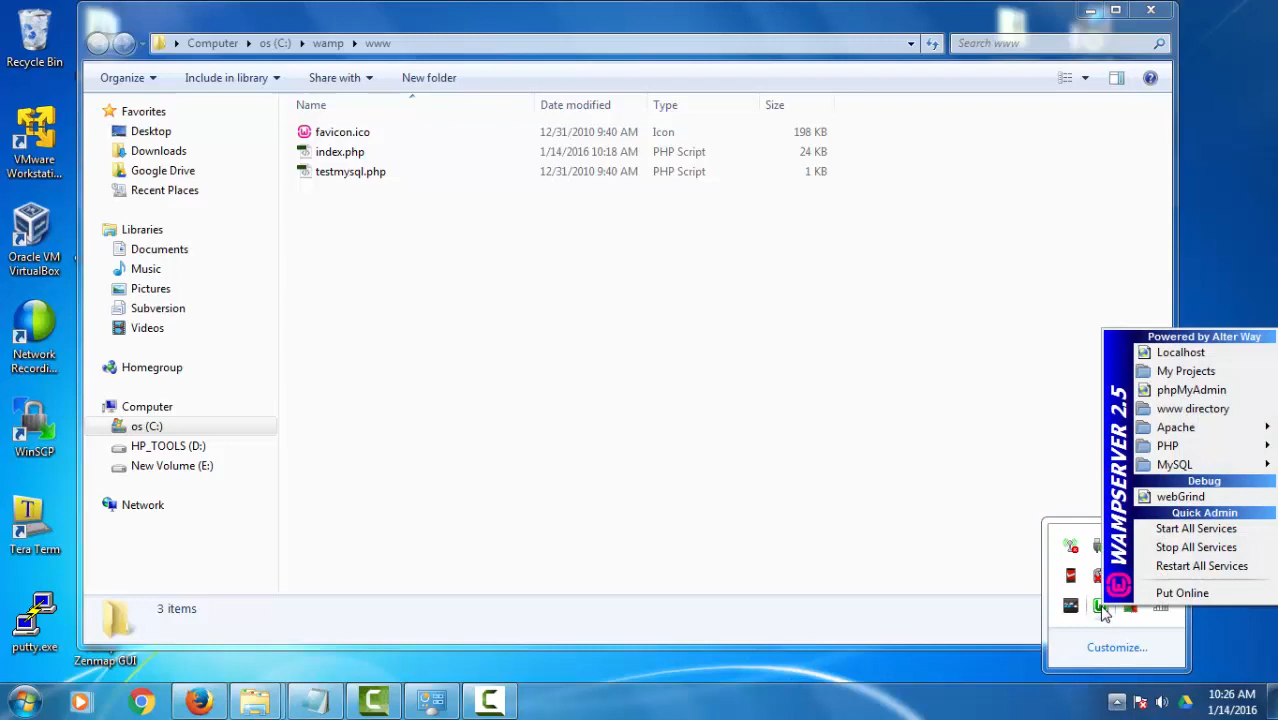 Recycle Bin
VMware
Workstati...
Oracle VM
VirtualBox
Network
Recordi...
WinSCP
Tera Term
putty.exe
Zenmap GUI
Computer
os (C:)
wamp
www
Search www
Organize
Include in library
Share with
New folder
Name
Date modified
Type
Size
favicon.ico
12/31/2010 9:40 AM
Icon
198 KB
index.php
1/14/2016 10:18 AM
PHP Script
24 KB
testmysql.php
12/31/2010 9:40 AM
PHP Script
1 KB
Favorites
Desktop
Downloads
Google Drive
Recent Places
Libraries
Documents
Music
Pictures
Subversion
Videos
Homegroup
Computer
os (C:)
HP_TOOLS (D:)
New Volume (E:)
Network
3 items
WAMPSERVER 2.5
Powered by Alter Way
Localhost
My Projects
phpMyAdmin
www directory
Apache
PHP
MySQL
Debug
webGrind
Quick Admin
Start All Services
Stop All Services
Restart All Services
Put Online
Customize...
10:26 AM
1/14/2016